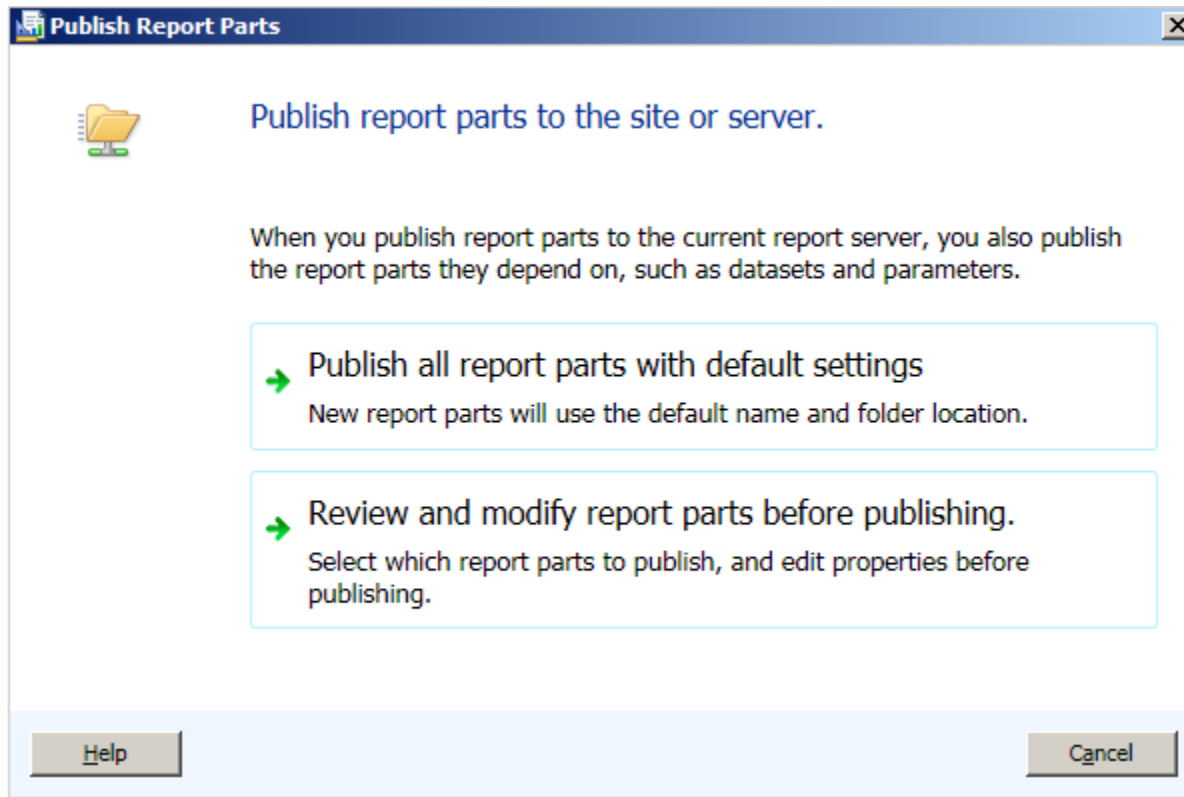 Publish Report Parts
Publish report parts to the site or server.
When you publish report parts to the current report server, you also publish
the report parts they depend on, such as datasets and parameters.
Publish all report parts with default settings
New report parts will use the default name and folder location.
Review and modify report parts before publishing.
Select which report parts to publish, and edit properties before
publishing.
Help
Cancel